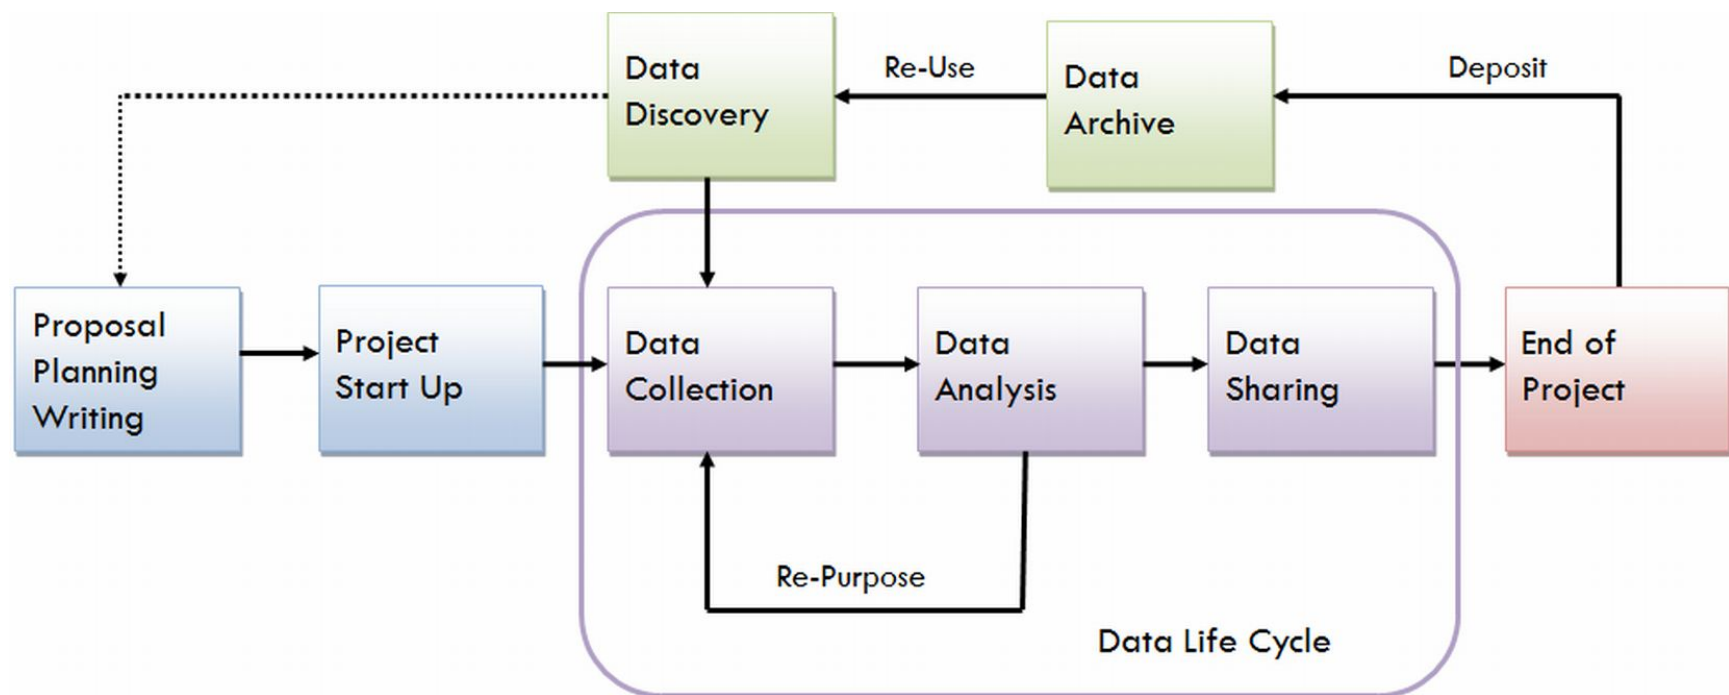 Data
Discovery
Re-Use
Data
Archive
Deposit
Proposal
Planning
Writing
Project
Start Up
Data
Collection
Data
Analysis
Data
Sharing
End of
Project
Re-Purpose
Data Life Cycle